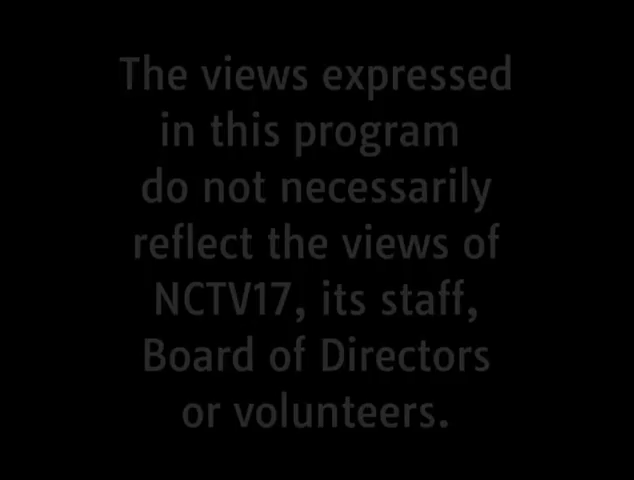 The views expressed
in this program
do not necessarily
reflect the views of
NCTV17, its staff,
Board of Directors
or volunteers.